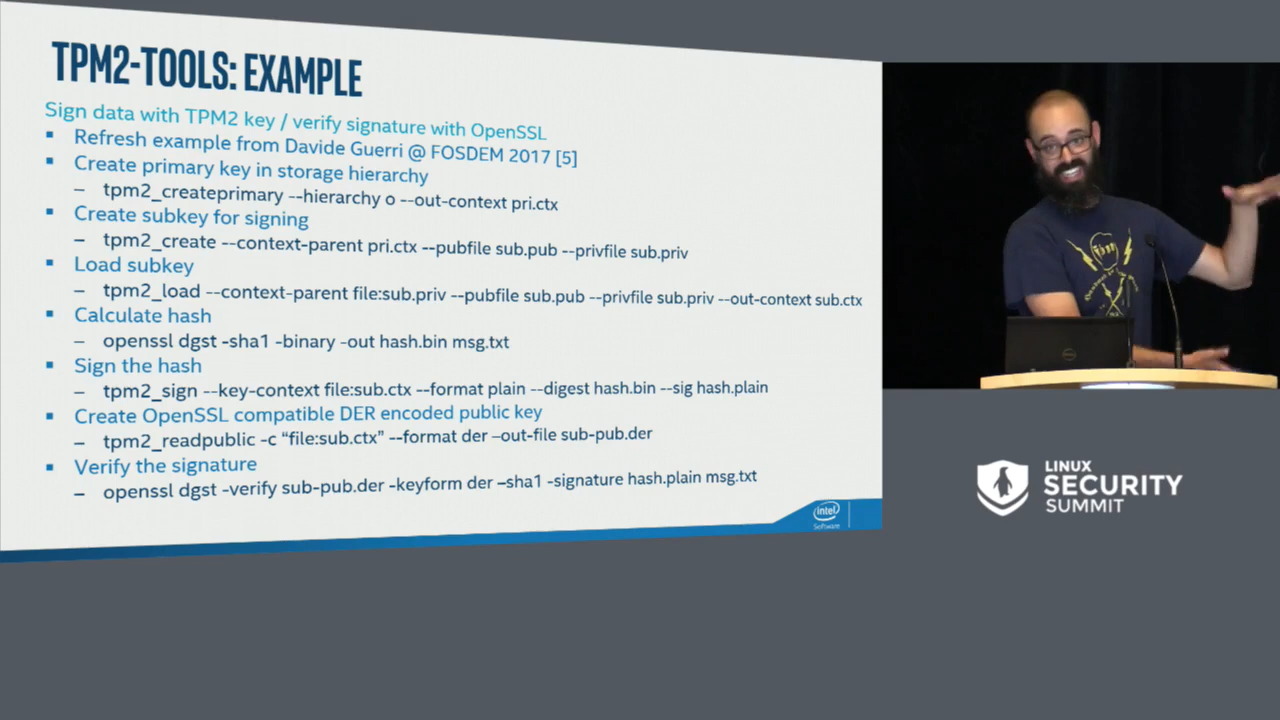 TPM2-TOOLS: EXAMPLE
Sign data with TPM2 key / verify signature with OpenSSL
▪ Refresh example from Davide Guerri @ FOSDEM 2017 [5]
▪ Create primary key in storage hierarchy
– tpm2_createprimary --hierarchy o --out-context pri.ctx
▪ Create subkey for signing
– tpm2_create --context-parent pri.ctx --pubfile sub.pub --privfile sub.priv
▪ Load subkey
– tpm2_load --context-parent file:sub.priv --pubfile sub.pub --privfile sub.priv --out-context sub.ctx
▪ Calculate hash
– openssl dgst -sha1 -binary -out hash.bin msg.txt
▪ Sign the hash
– tpm2_sign --key-context file:sub.ctx --format plain --digest hash.bin --sig hash.plain
▪ Create OpenSSL compatible DER encoded public key
– tpm2_readpublic -c “file:sub.ctx” --format der –out-file sub-pub.der
▪ Verify the signature
– openssl dgst -verify sub-pub.der -keyform der –sha1 -signature hash.plain msg.txt
intel
Software
LINUX
SECURITY
SUMMIT